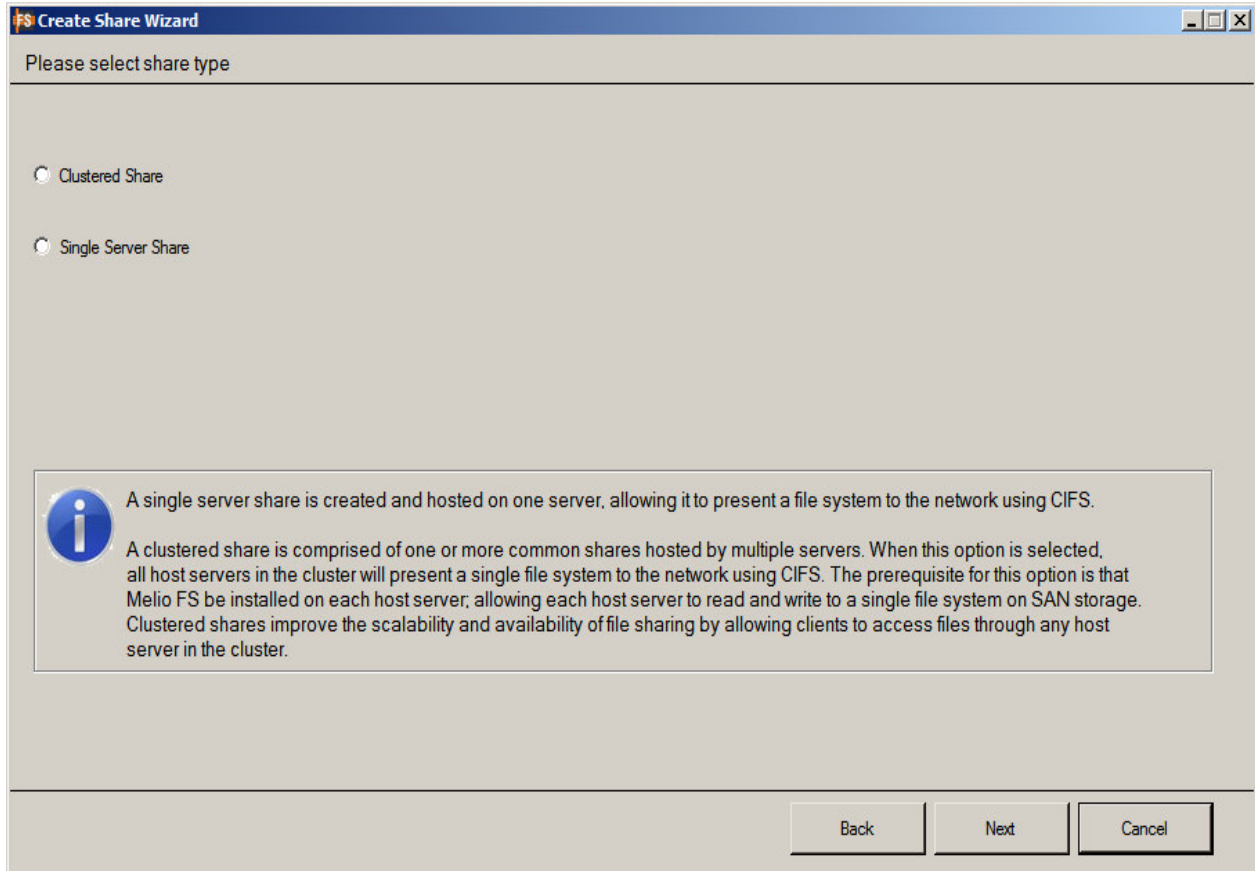 FS Create Share Wizard
Please select share type
Clustered Share
Single Server Share
A single server share is created and hosted on one server, allowing it to present a file system to the network using CIFS.
A clustered share is comprised of one or more common shares hosted by multiple servers. When this option is selected,
all host servers in the cluster will present a single file system to the network using CIFS. The prerequisite for this option is that
Melio FS be installed on each host server; allowing each host server to read and write to a single file system on SAN storage.
Clustered shares improve the scalability and availability of file sharing by allowing clients to access files through any host
server in the cluster.
Back Next Cancel